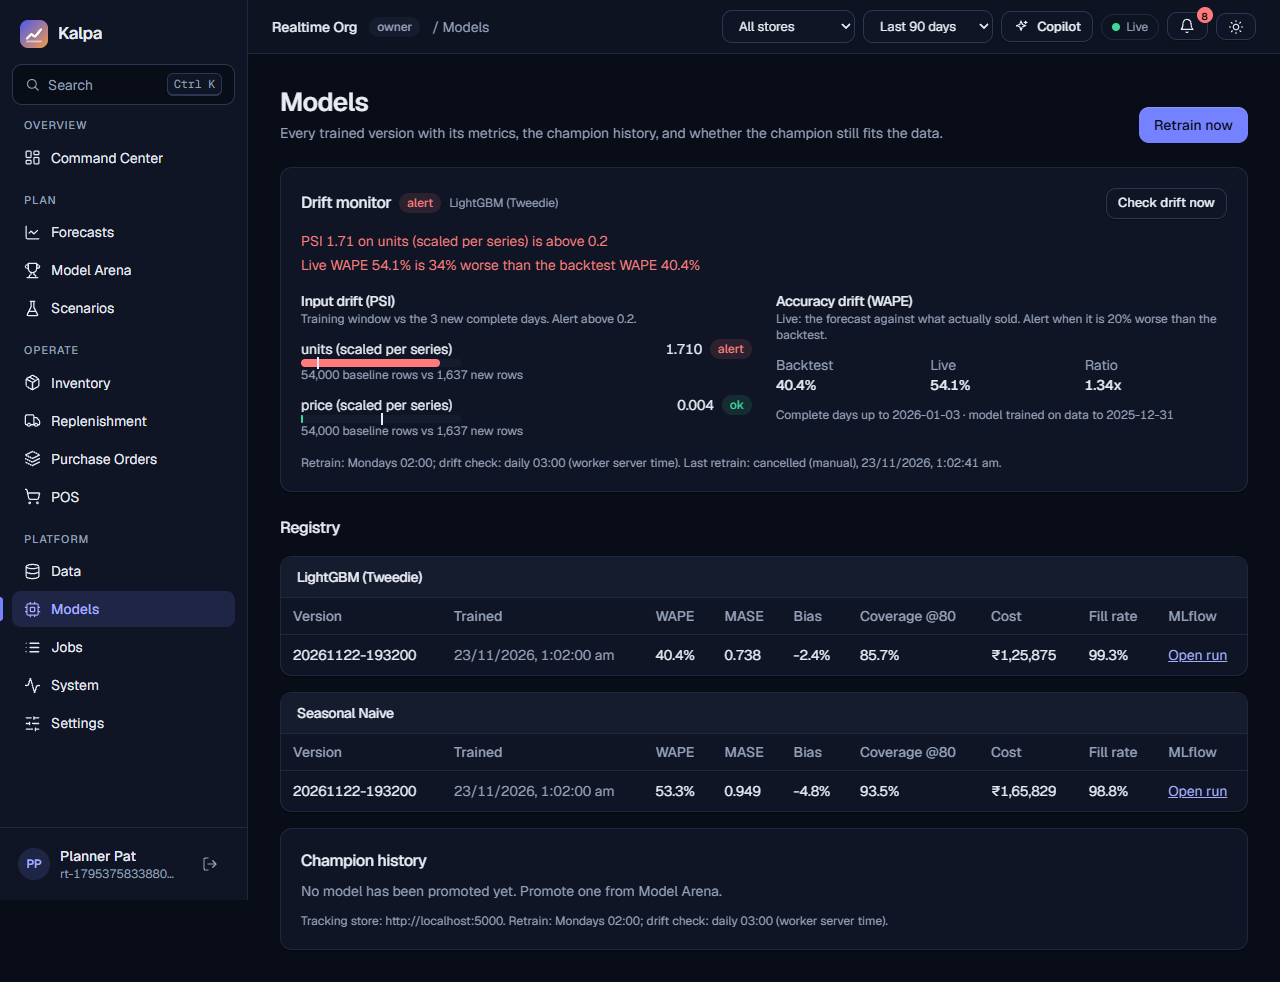 Kalpa
Search
Ctrl K
OVERVIEW
Command Center
PLAN
Forecasts
Model Arena
Scenarios
OPERATE
Inventory
Replenishment
Purchase Orders
POS
PLATFORM
Data
Models
Jobs
System
Settings
PP
Planner Pat
rt-1795375833880...
Realtime Org owner / Models
All stores
Last 90 days
Copilot
Live
8
Models
Every trained version with its metrics, the champion history, and whether the champion still fits the data.
Retrain now
Drift monitor alert LightGBM (Tweedie)
Check drift now
PSI 1.71 on units (scaled per series) is above 0.2
Live WAPE 54.1% is 34% worse than the backtest WAPE 40.4%
Input drift (PSI)
Training window vs the 3 new complete days. Alert above 0.2.
units (scaled per series) 1.710 alert
54,000 baseline rows vs 1,637 new rows
price (scaled per series) 0.004 ok
54,000 baseline rows vs 1,637 new rows
Accuracy drift (WAPE)
Live: the forecast against what actually sold. Alert when it is 20% worse than the
backtest.
Backtest Live Ratio
40.4% 54.1% 1.34x
Complete days up to 2026-01-03 · model trained on data to 2025-12-31
Retrain: Mondays 02:00; drift check: daily 03:00 (worker server time). Last retrain: cancelled (manual), 23/11/2026, 1:02:41 am.
Registry
LightGBM (Tweedie)
Version Trained WAPE MASE Bias Coverage @80 Cost Fill rate MLflow
20261122-193200 23/11/2026, 1:02:00 am 40.4% 0.738 -2.4% 85.7% ₹1,25,875 99.3% Open run
Seasonal Naive
Version Trained WAPE MASE Bias Coverage @80 Cost Fill rate MLflow
20261122-193200 23/11/2026, 1:02:00 am 53.3% 0.949 -4.8% 93.5% ₹1,65,829 98.8% Open run
Champion history
No model has been promoted yet. Promote one from Model Arena.
Tracking store: http://localhost:5000. Retrain: Mondays 02:00; drift check: daily 03:00 (worker server time).